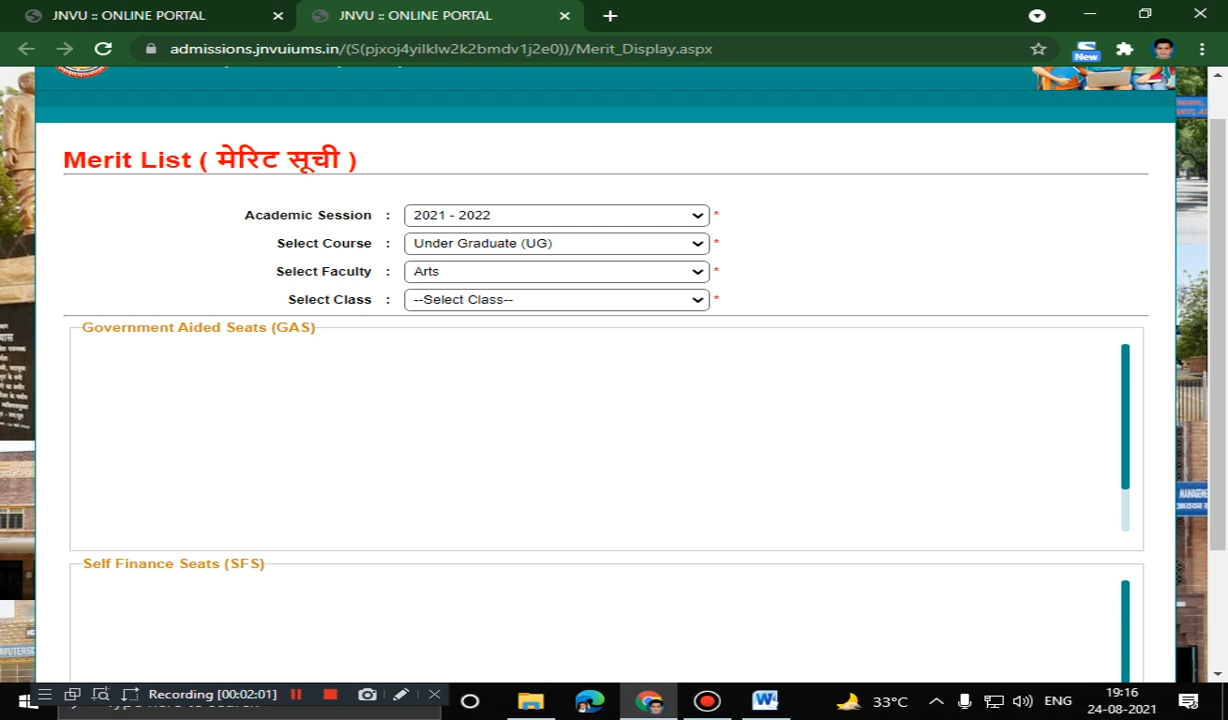 JNVU :: ONLINE PORTAL
JNVU :: ONLINE PORTAL
admissions.jnvuiums.in/(S(pjxoj4yilklw2k2bmdv1j2e0))/Merit_Display.aspx
New
Merit List ( मेरिट सूची )
Academic Session : 2021 - 2022 *
Select Course : Under Graduate (UG) *
Select Faculty : Arts *
Select Class : --Select Class-- *
Government Aided Seats (GAS)
Self Finance Seats (SFS)
Recording [00:02:01]
33°C
ENG
19:16
24-08-2021